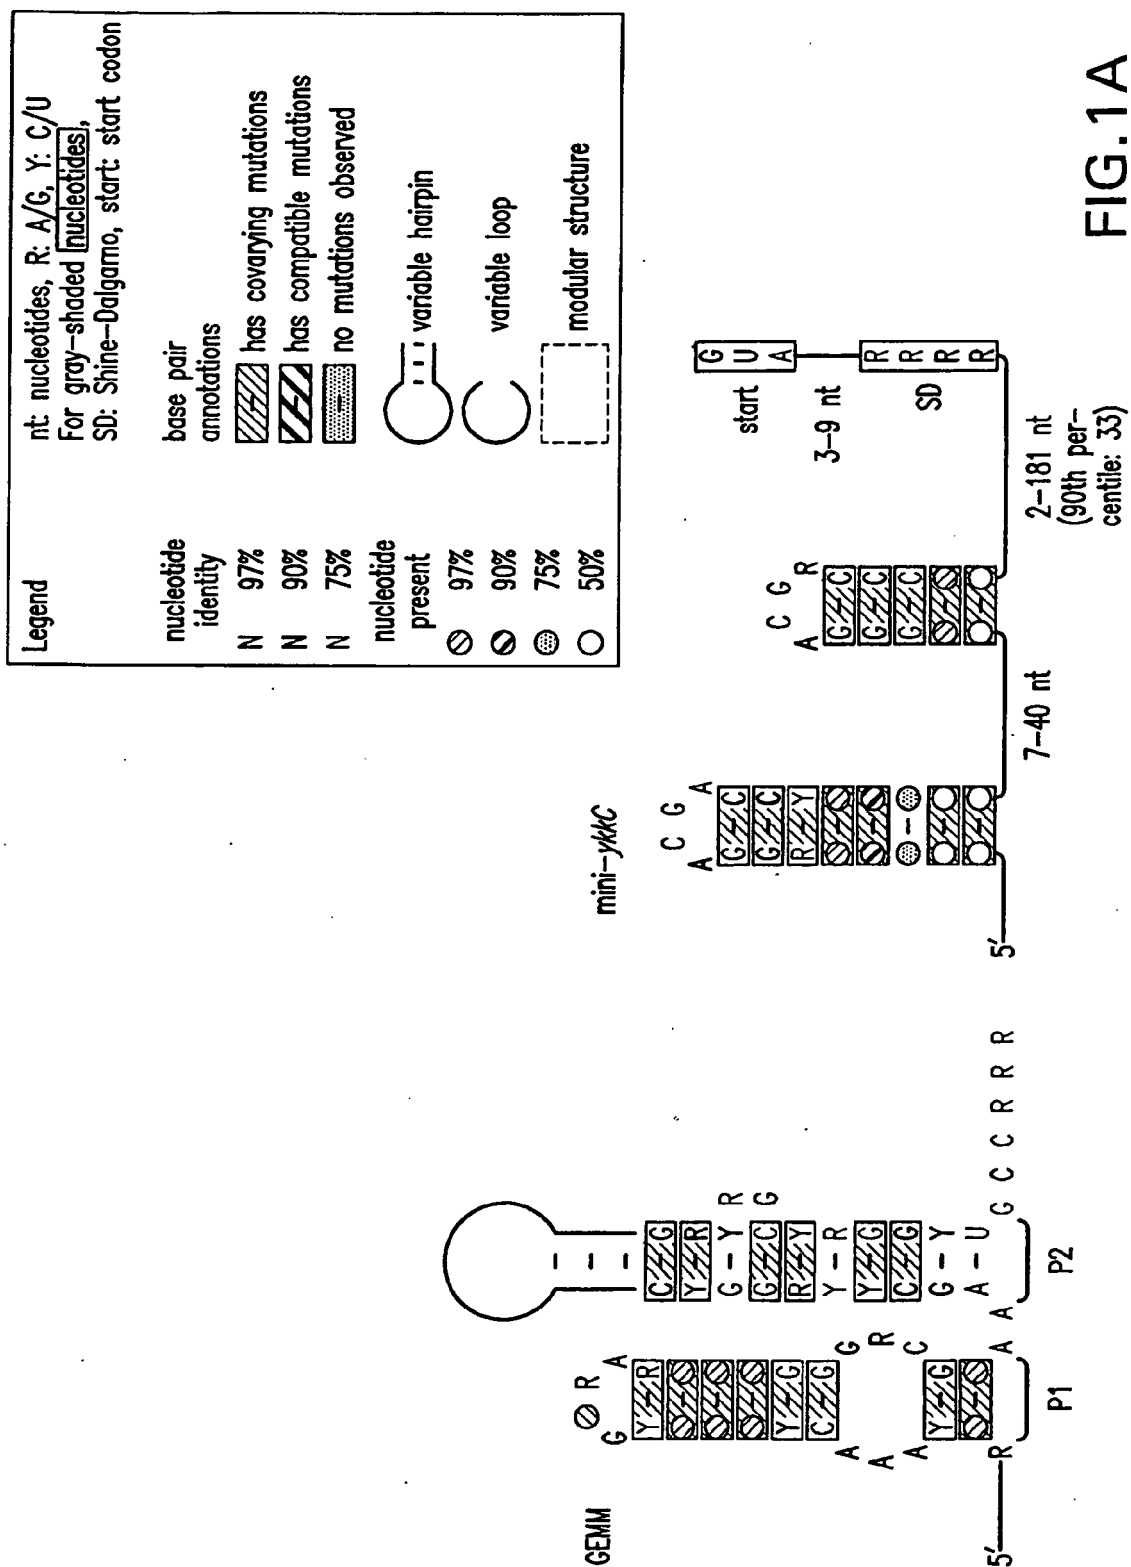 Legend
nt: nucleotides, R: A/G, Y: C/U
For gray-shaded nucleotides,
SD: Shine-Dalgarno, start: start codon
nucleotide
identity
N 97%
N 90%
N 75%
nucleotide
present
97%
90%
75%
50%
base pair
annotations
has covarying mutations
has compatible mutations
no mutations observed
variable hairpin
variable loop
modular structure
GEMM
G R A
Y-R
Y-G
C-G
A A A
G R C
Y-G
5' R
P1
A A
C-G
Y-R
G-Y
R G
G-C
R-Y
Y-R
Y-G
C-G
G-Y
A-U
P2
G C C R R R
mini-ykkC
A C G A
G-C
G-C
R-Y
5'
7-40 nt
A C G R
G-C
G-C
G-C
2-181 nt
(90th per-
centile: 33)
start
G U A
3-9 nt
R R R R
SD
FIG.1A